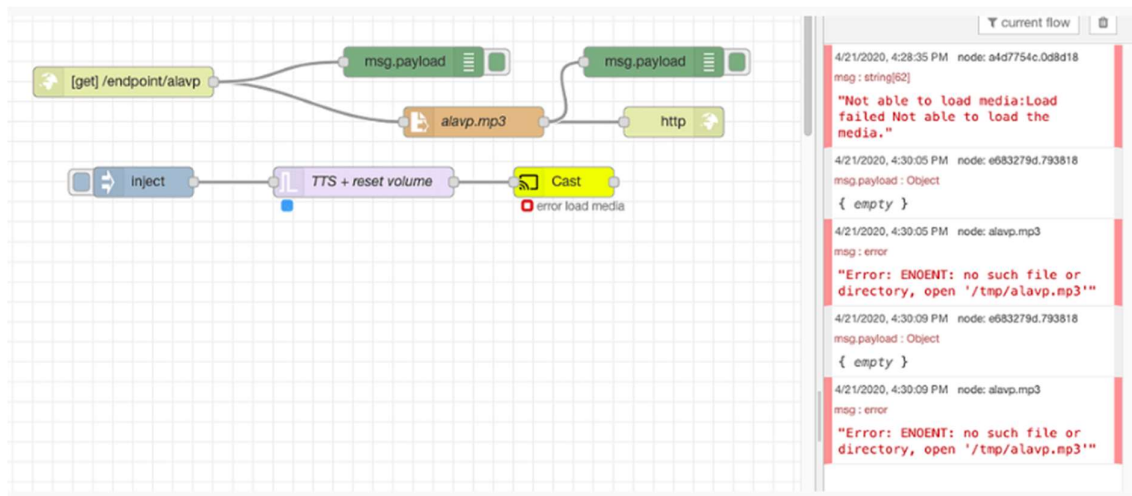 current flow
[get] /endpoint/alavp
msg.payload
msg.payload
alavp.mp3
http
inject
TTS + reset volume
Cast
error load media
4/21/2020, 4:28:35 PM node: a4d7754c.0d8d18
msg : string[62]
"Not able to load media:Load
failed Not able to load the
media."
4/21/2020, 4:30:05 PM node: e683279d.793818
msg.payload : Object
{ empty }
4/21/2020, 4:30:05 PM node: alavp.mp3
msg : error
"Error: ENOENT: no such file or
directory, open '/tmp/alavp.mp3'"
4/21/2020, 4:30:09 PM node: e683279d.793818
msg.payload : Object
{ empty }
4/21/2020, 4:30:09 PM node: alavp.mp3
msg : error
"Error: ENOENT: no such file or
directory, open '/tmp/alavp.mp3'"